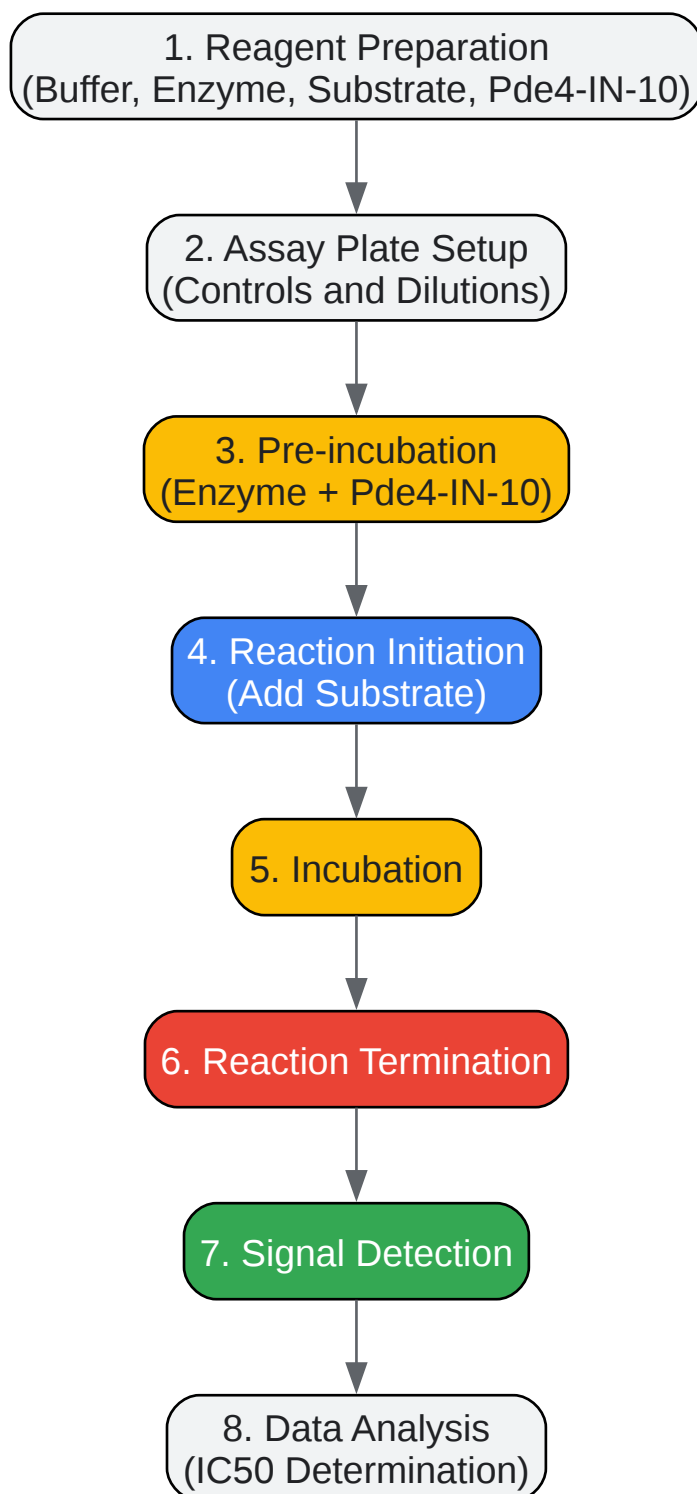 1. Reagent Preparation
(Buffer, Enzyme, Substrate, Pde4-IN-10)
2. Assay Plate Setup
(Controls and Dilutions)
3. Pre-incubation
(Enzyme + Pde4-IN-10)
4. Reaction Initiation
(Add Substrate)
5. Incubation
6. Reaction Termination
7. Signal Detection
8. Data Analysis
(IC50 Determination)